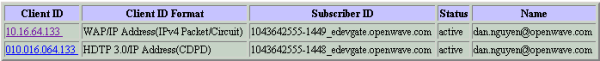 Client ID Client ID Format Subscriber ID Status Name
10.16.64.133 WAP/IP Address(IPv4 Packet/Circuit) 1043642555-1449_edevgate.openwave.com active dan.nguyen@openwave.com
010.016.064.133 HDTP 3.0/IP Address(CDPD) 1043642555-1448_edevgate.openwave.com active dan.nguyen@openwave.com